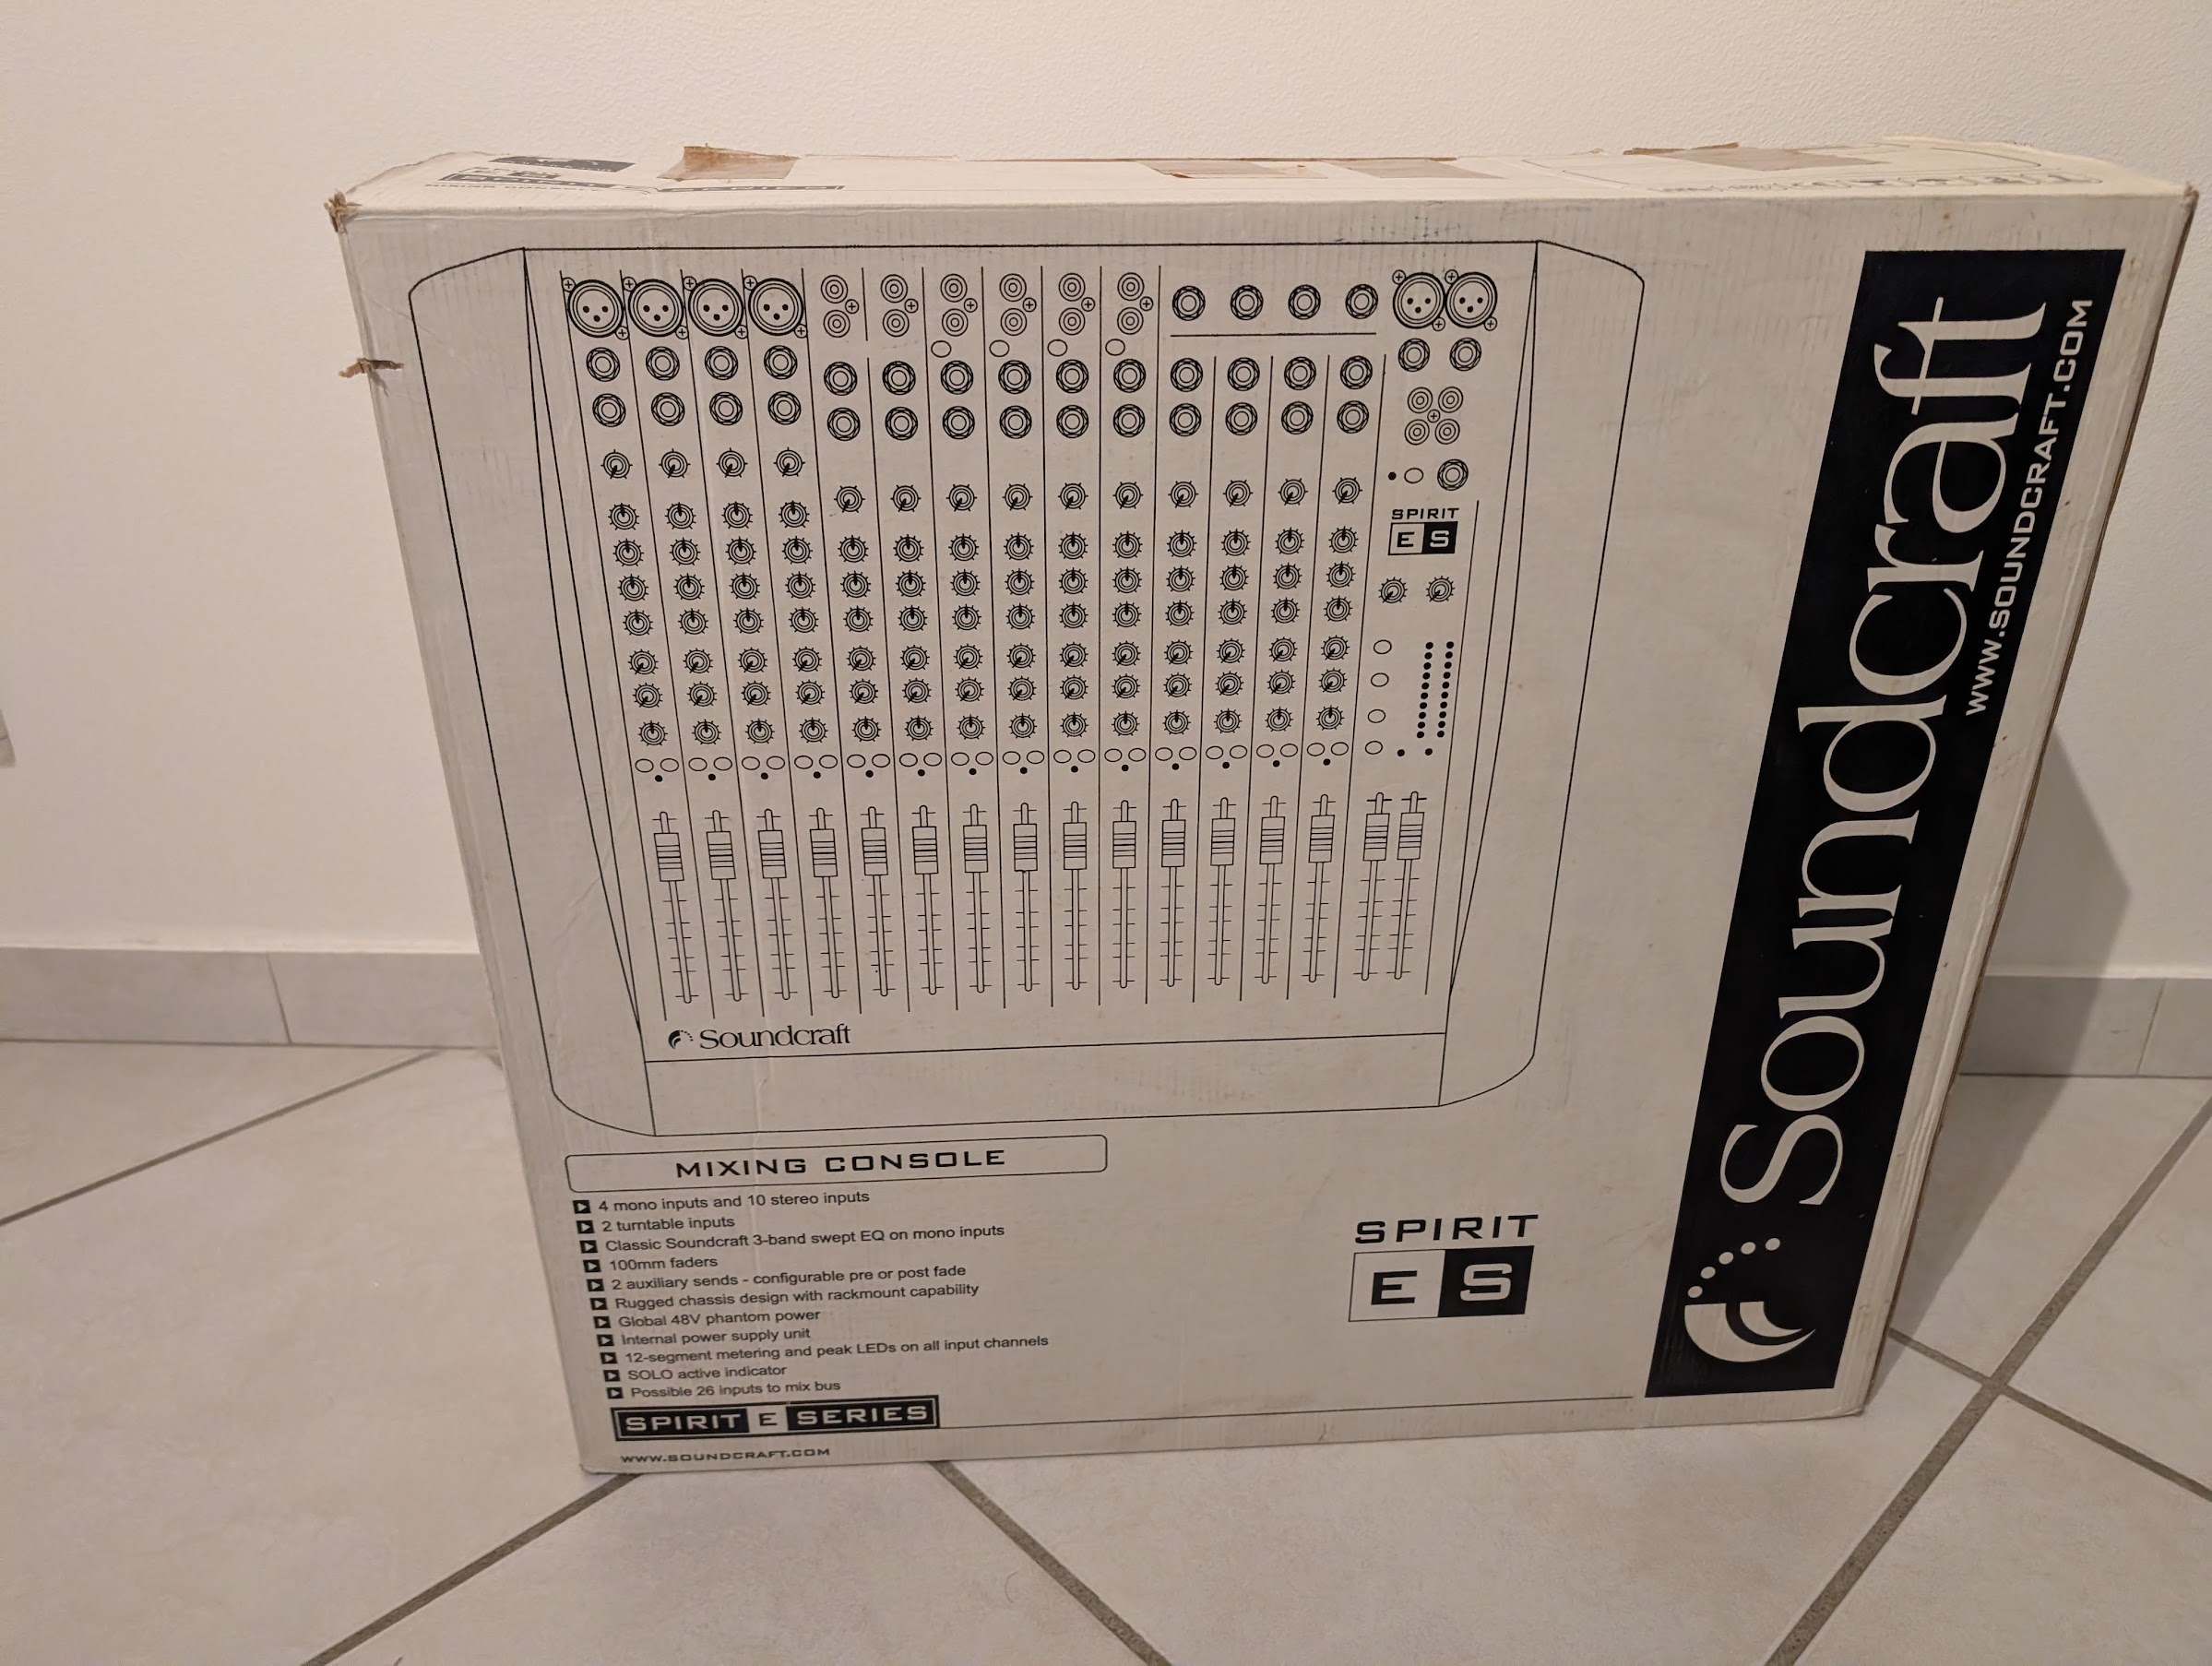 SPIRIT
E S
Soundcraft
MIXING CONSOLE
4 mono inputs and 10 stereo inputs
2 turntable inputs
Classic Soundcraft 3-band swept EQ on mono inputs
100mm faders
2 auxiliary sends - configurable pre or post fade
Rugged chassis design with rackmount capability
Global 48V phantom power
Internal power supply unit
12-segment metering and peak LEDs on all input channels
SOLO active indicator
Possible 26 inputs to mix bus
SPIRIT E SERIES
WWW.SOUNDCRAFT.COM
SPIRIT
E S
Soundcraft
WWW.SOUNDCRAFT.COM